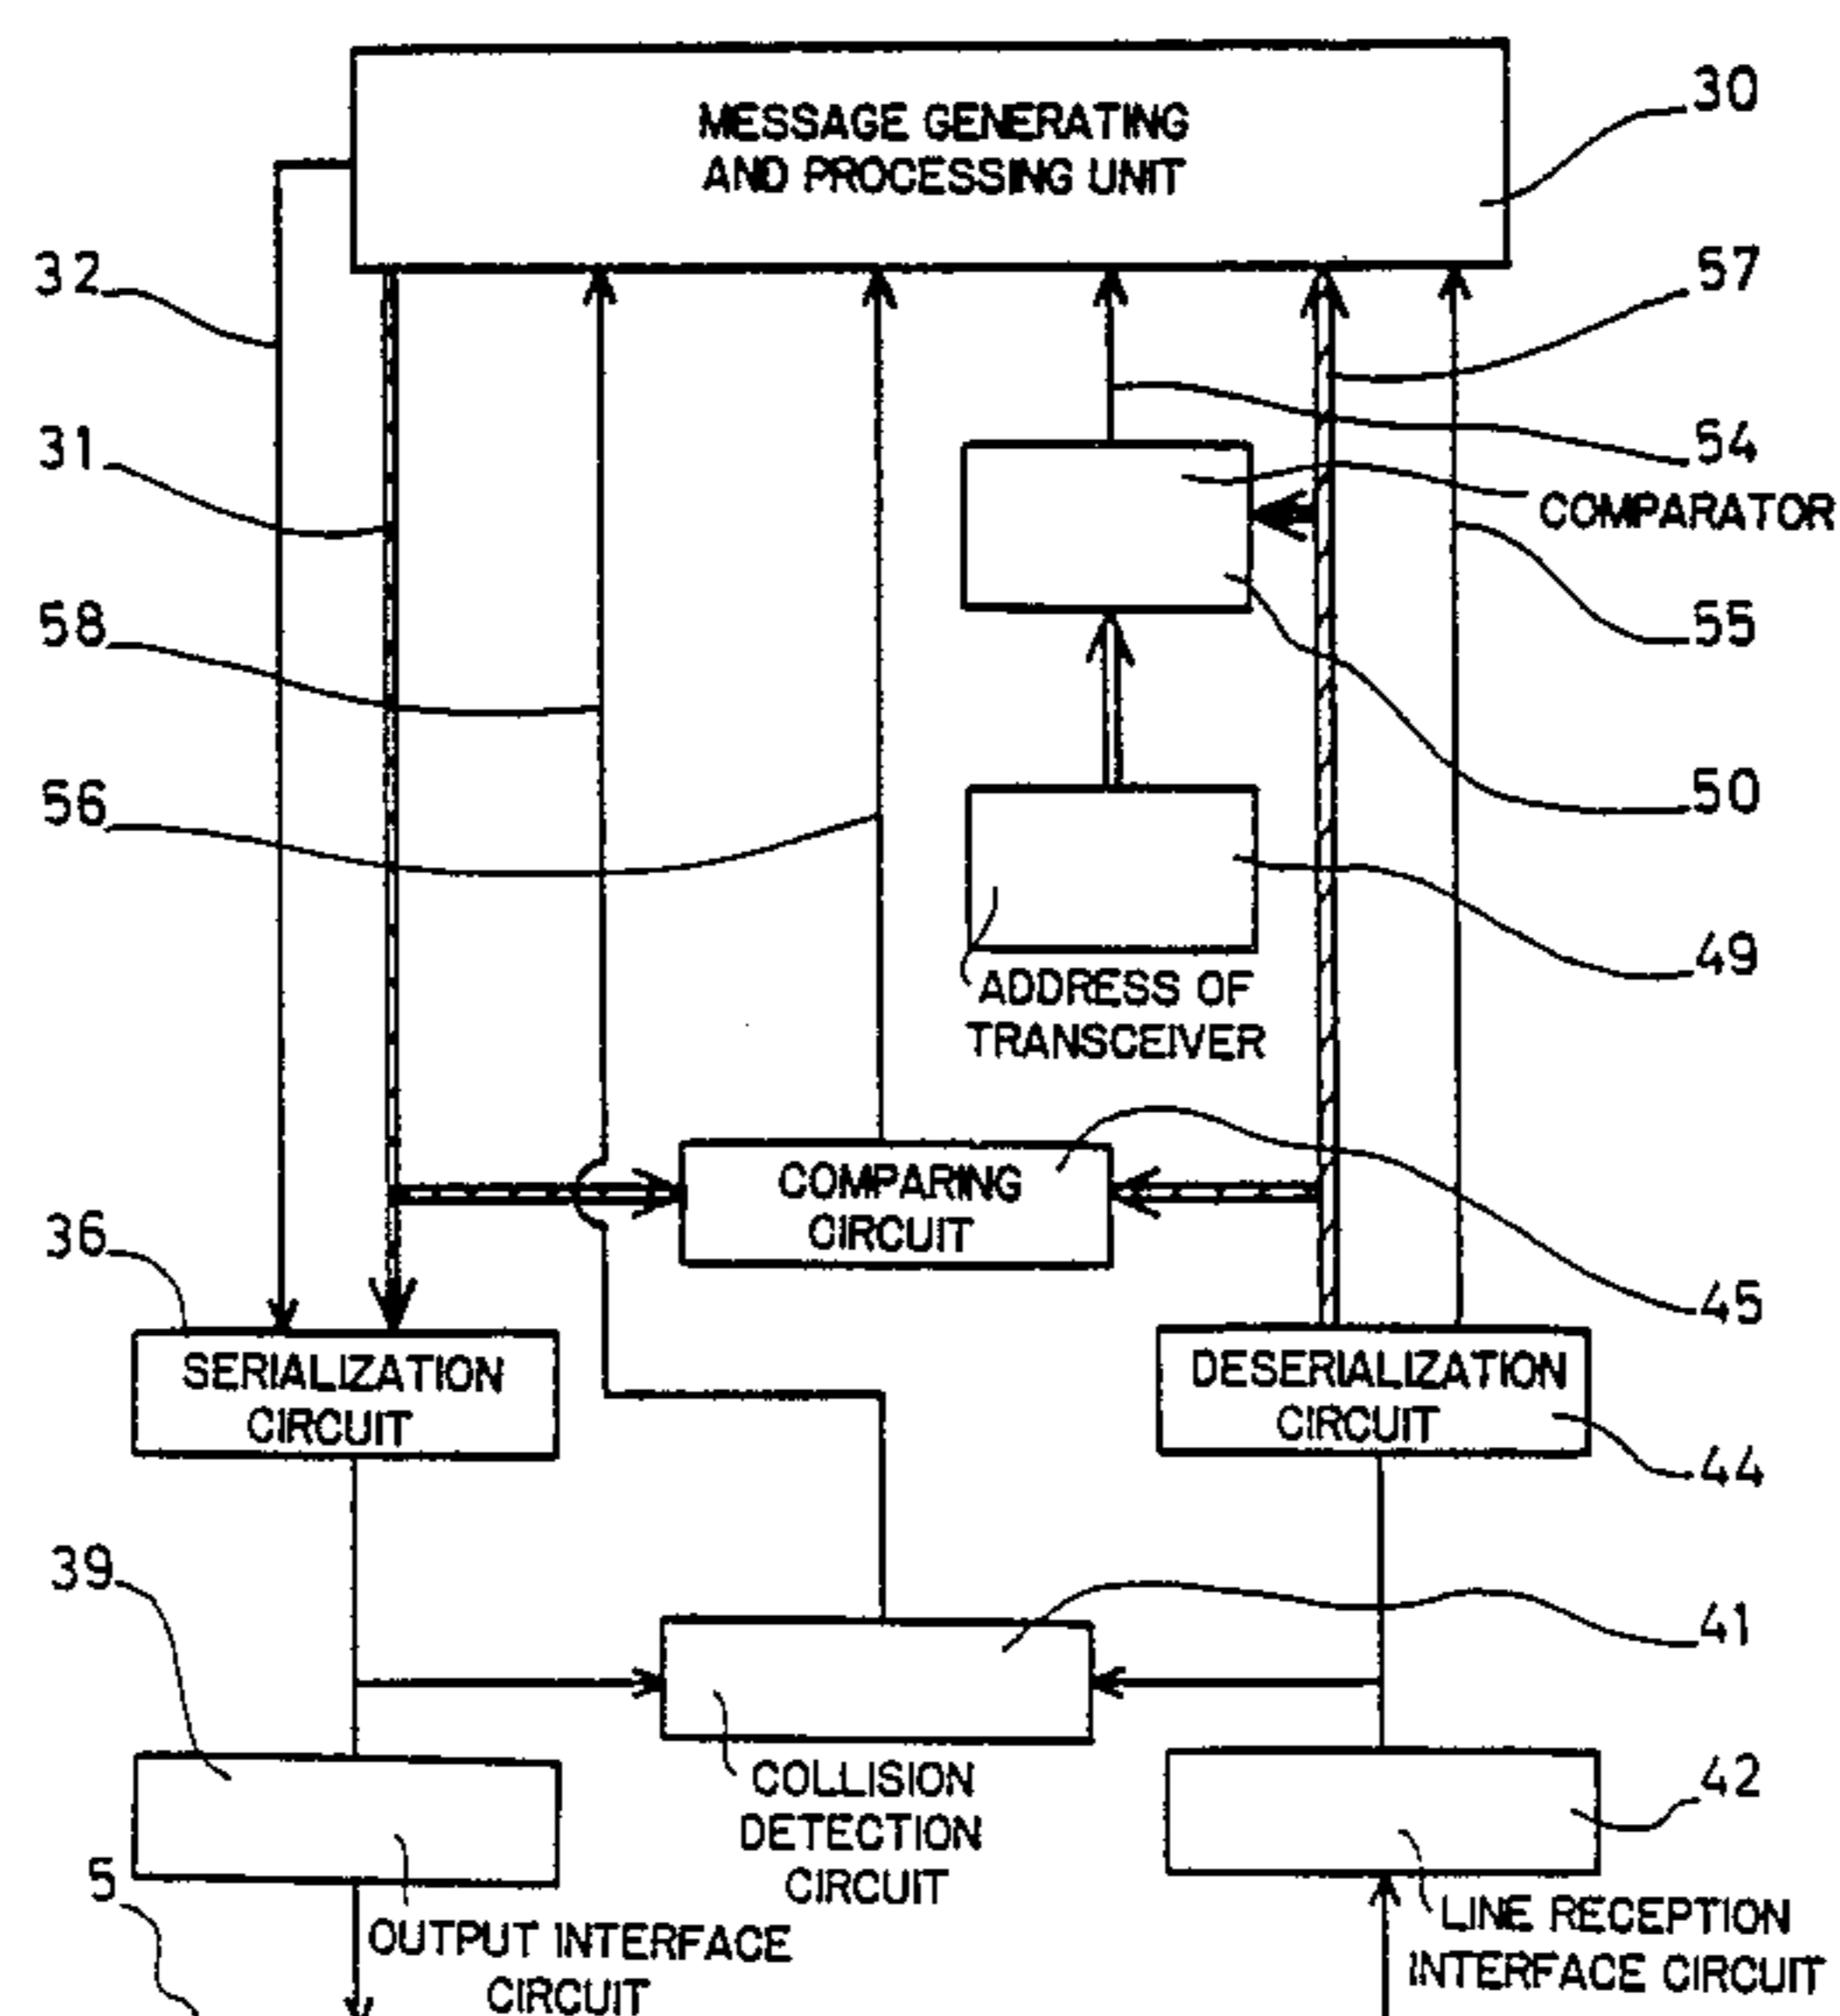 MESSAGE GENERATING
AND PROCESSING UNIT
30
32
57
31
54
COMPARATOR
58
55
56
50
49
ADDRESS OF
TRANSCEIVER
COMPARING
CIRCUIT
36
45
SERIALIZATION
CIRCUIT
DESERIALIZATION
CIRCUIT
44
39
41
COLLISION
DETECTION
CIRCUIT
42
5
OUTPUT INTERFACE
CIRCUIT
LINE RECEPTION
INTERFACE CIRCUIT